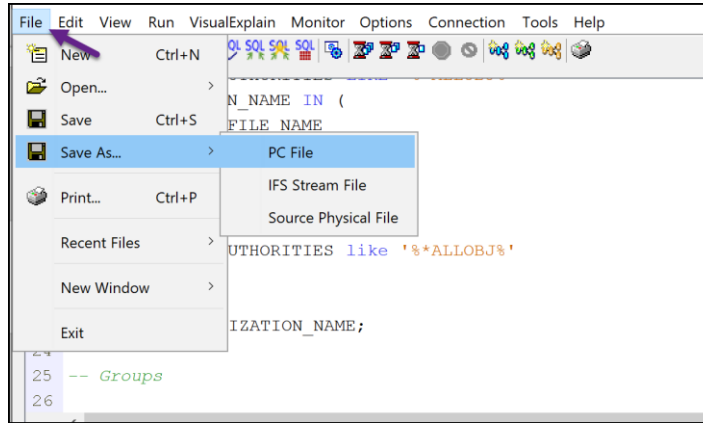 File Edit View Run VisualExplain Monitor Options Connection Tools Help
New Ctrl+N
Open...
N_NAME IN (
Save Ctrl+S
FILE_NAME
Save As...
PC File
IFS Stream File
Print... Ctrl+P
Source Physical File
Recent Files
UTHORITIES like '%*ALLOBJ%'
New Window
Exit
IZATION_NAME;
24
25 -- Groups
26